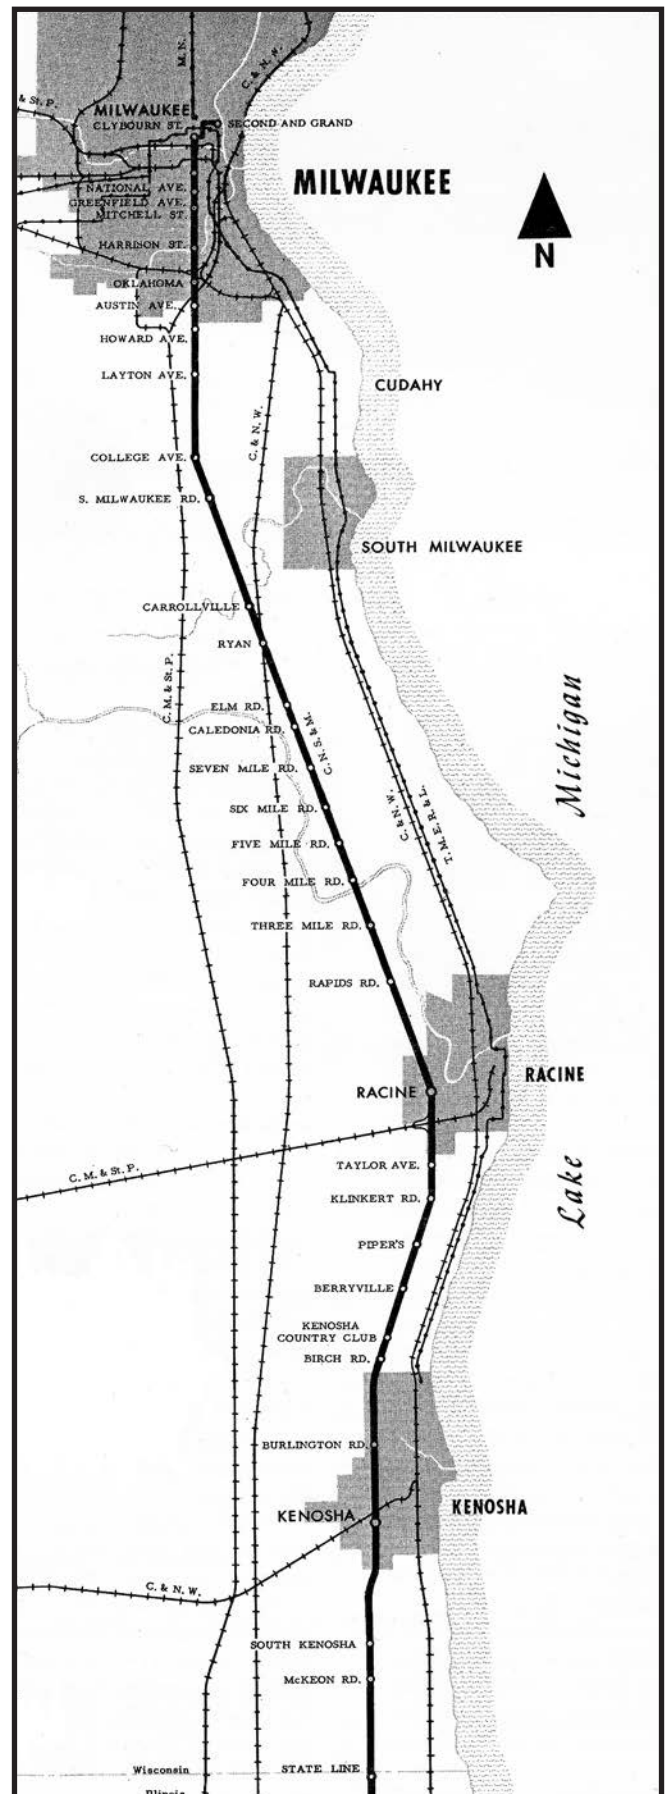 M. N.
C. & N. W.
& St. P.
MILWAUKEE
CLYBOURN ST.
SECOND AND GRAND
MILWAUKEE
NATIONAL AVE.
GREENFIELD AVE.
MITCHELL ST.
N
HARRISON ST.
OKLAHOMA
AUSTIN AVE.
HOWARD AVE.
LAYTON AVE.
CUDAHY
C. & N. W.
COLLEGE AVE.
S. MILWAUKEE RD.
SOUTH MILWAUKEE
CARROLLVILLE
RYAN
C. M. & St. P.
ELM RD.
CALEDONIA RD.
C. N. S. & M.
Michigan
SEVEN MILE RD.
SIX MILE RD.
C. & N. W.
T. M. E. R. & L.
FIVE MILE RD.
FOUR MILE RD.
THREE MILE RD.
RAPIDS RD.
RACINE
RACINE
C. M. & St. P.
TAYLOR AVE.
KLINKERT RD.
Lake
PIPER'S
BERRYVILLE
KENOSHA
COUNTRY CLUB
BIRCH RD.
BURLINGTON RD.
KENOSHA
KENOSHA
C. & N. W.
SOUTH KENOSHA
McKEON RD.
Wisconsin
STATE LINE
Illinois